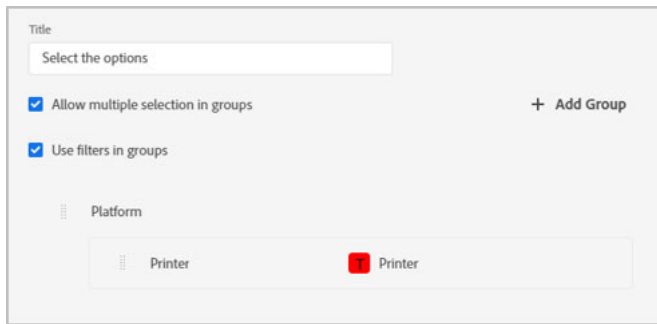 Title
Select the options
Allow multiple selection in groups
+ Add Group
Use filters in groups
Platform
Printer T Printer